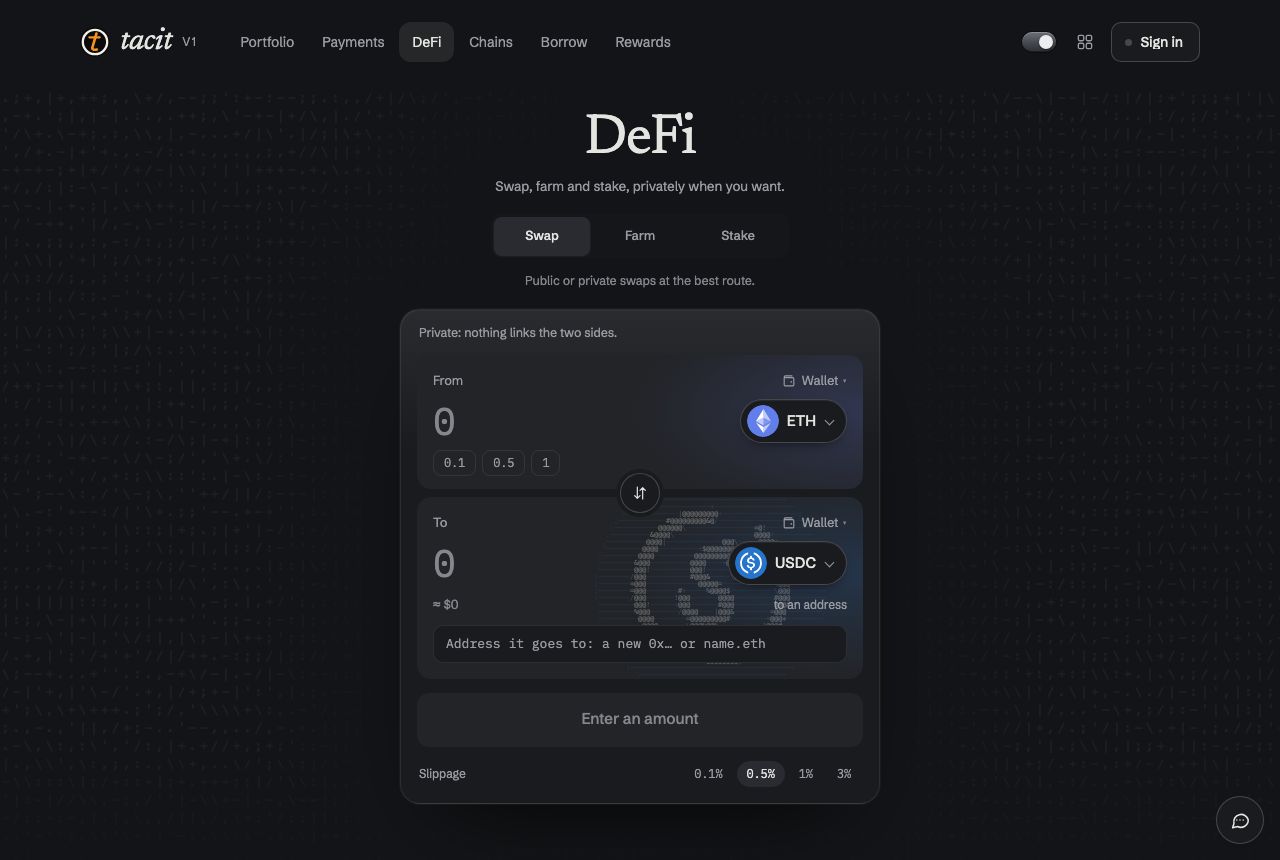 tacit V1
Portfolio Payments DeFi Chains Borrow Rewards
Sign in
DeFi
Swap, farm and stake, privately when you want.
Swap Farm Stake
Public or private swaps at the best route.
Private: nothing links the two sides.
From Wallet
0 ETH
0.1 0.5 1
To Wallet
0 USDC
≈ $0 to an address
Address it goes to: a new 0x… or name.eth
Enter an amount
Slippage 0.1% 0.5% 1% 3%